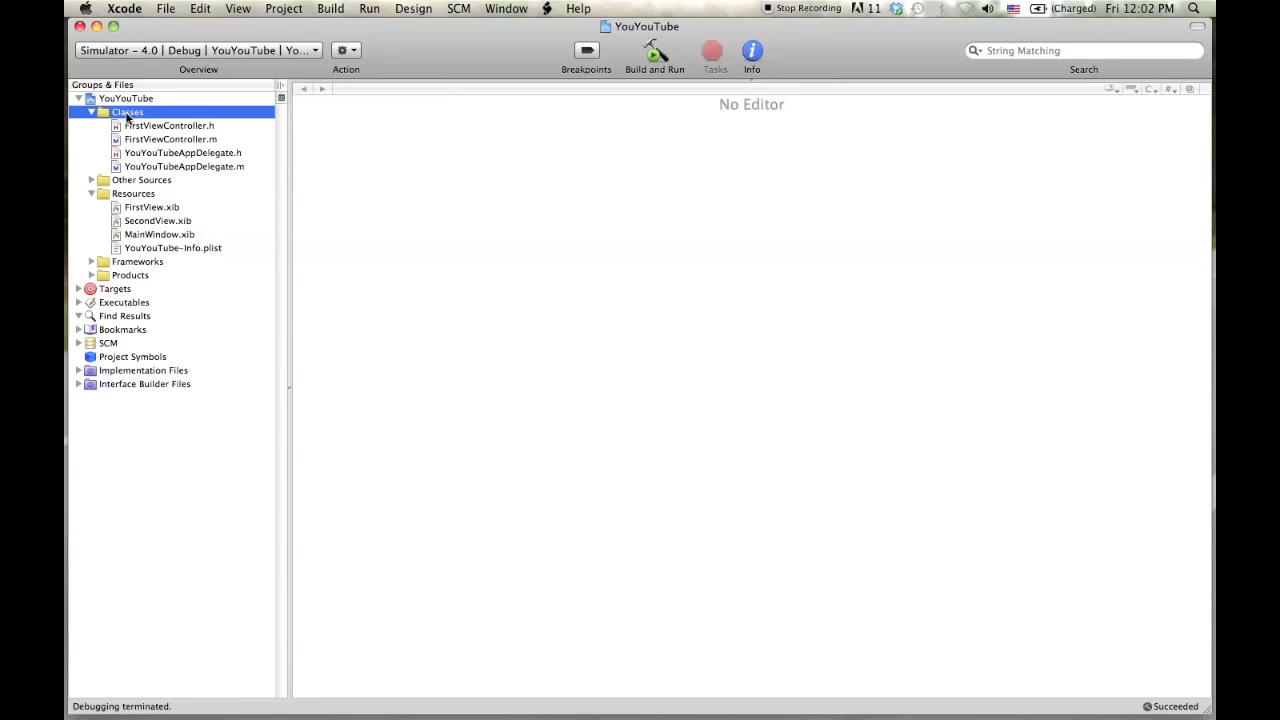 Xcode File Edit View Project Build Run Design SCM Window Help Stop Recording 11 (Charged) Fri 12:02 PM
YouYouTube
Simulator - 4.0 | Debug | YouYouTube | Yo... String Matching
Overview Action Breakpoints Build and Run Tasks Info Search
Groups & Files
YouYouTube
No Editor
Classes
FirstViewController.h
FirstViewController.m
YouYouTubeAppDelegate.h
YouYouTubeAppDelegate.m
Other Sources
Resources
FirstView.xib
SecondView.xib
MainWindow.xib
YouYouTube-Info.plist
Frameworks
Products
Targets
Executables
Find Results
Bookmarks
SCM
Project Symbols
Implementation Files
Interface Builder Files
Debugging terminated. Succeeded